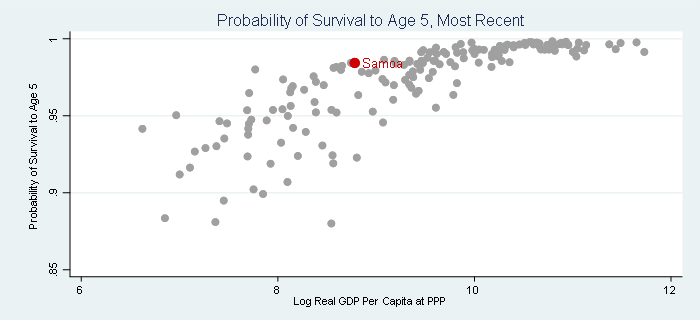 Probability of Survival to Age 5, Most Recent
Probability of Survival to Age 5
1
.95
.9
.85
Samoa
6
8
10
12
Log Real GDP Per Capita at PPP